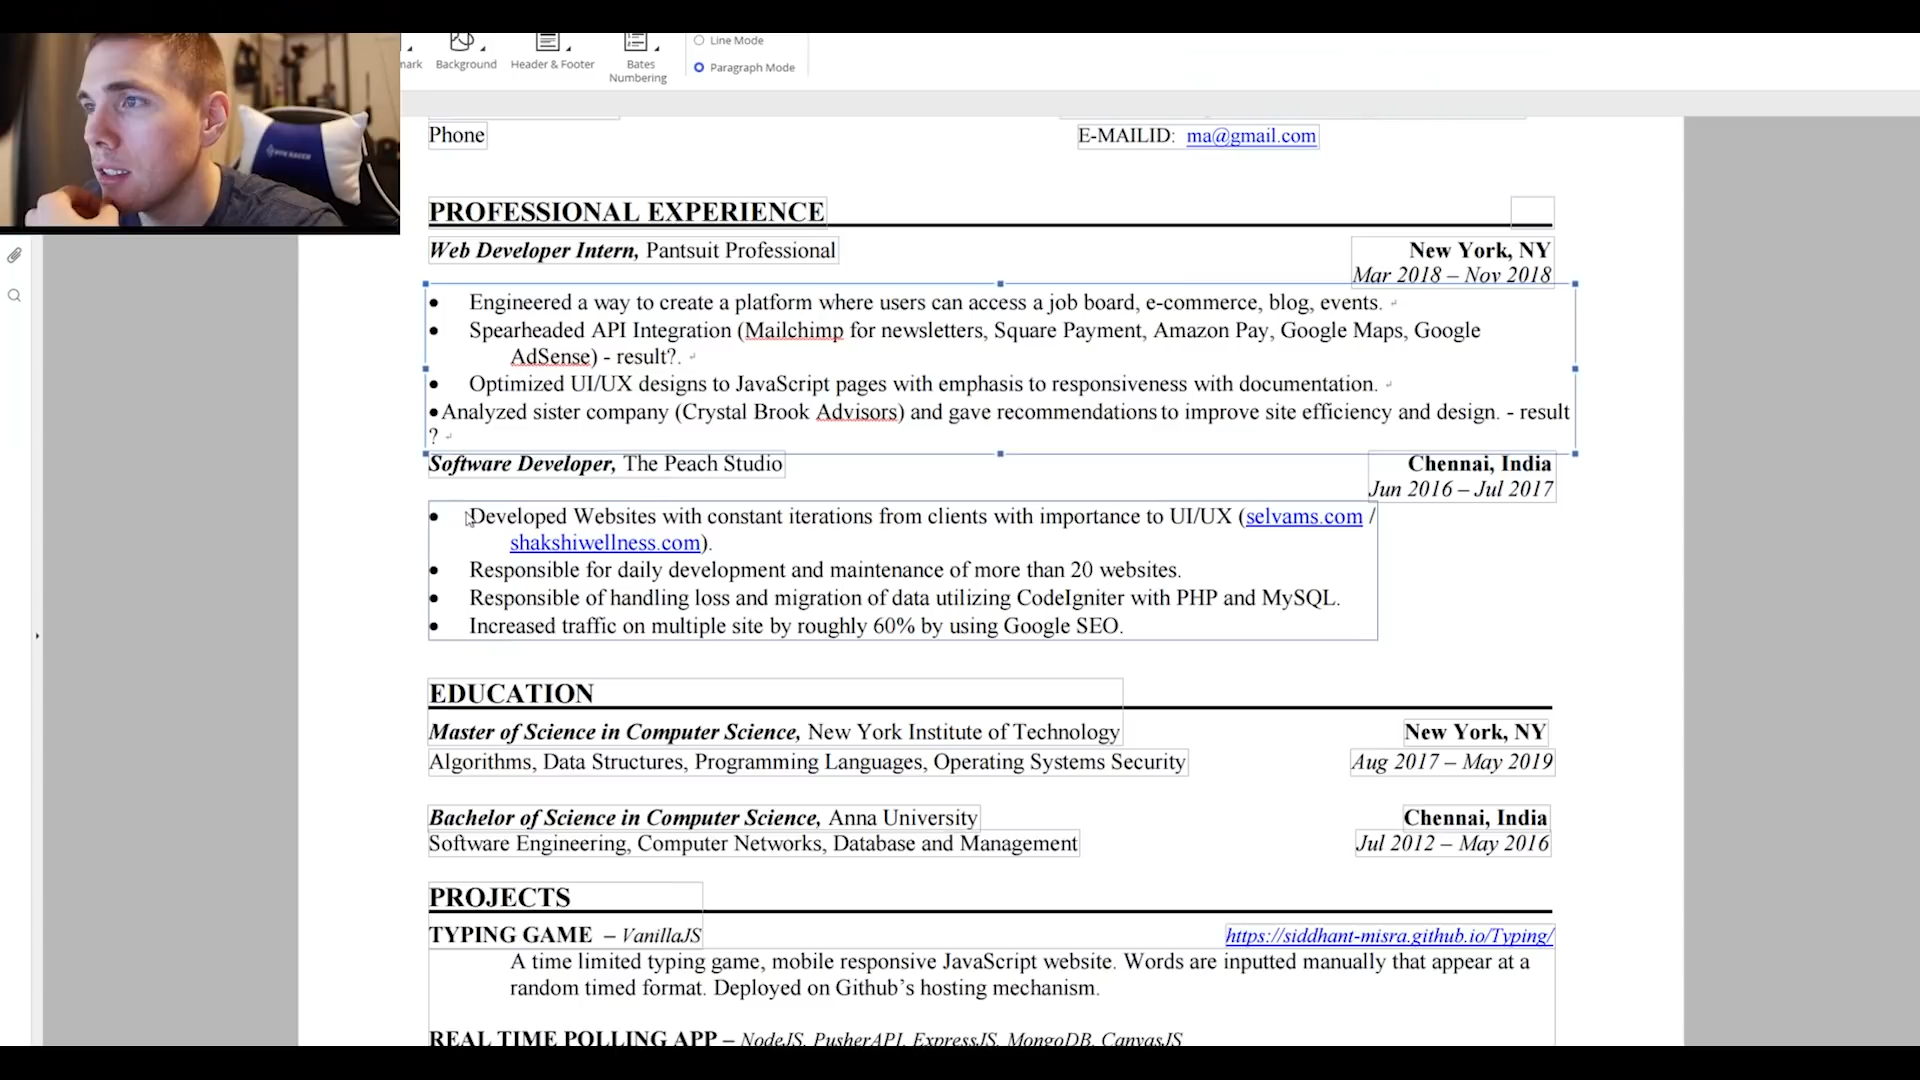 mark
Background
Header & Footer
Bates
Numbering
Line Mode
Paragraph Mode
Phone
E-MAILID: ma@gmail.com
PROFESSIONAL EXPERIENCE
Web Developer Intern, Pantsuit Professional
New York, NY
Mar 2018 – Nov 2018
• Engineered a way to create a platform where users can access a job board, e-commerce, blog, events.
• Spearheaded API Integration (Mailchimp for newsletters, Square Payment, Amazon Pay, Google Maps, Google
AdSense) - result?.
• Optimized UI/UX designs to JavaScript pages with emphasis to responsiveness with documentation.
• Analyzed sister company (Crystal Brook Advisors) and gave recommendations to improve site efficiency and design. - result
?
Software Developer, The Peach Studio
Chennai, India
Jun 2016 – Jul 2017
• Developed Websites with constant iterations from clients with importance to UI/UX (selvams.com /
shakshiwellness.com).
• Responsible for daily development and maintenance of more than 20 websites.
• Responsible of handling loss and migration of data utilizing CodeIgniter with PHP and MySQL.
• Increased traffic on multiple site by roughly 60% by using Google SEO.
EDUCATION
Master of Science in Computer Science, New York Institute of Technology
New York, NY
Algorithms, Data Structures, Programming Languages, Operating Systems Security
Aug 2017 – May 2019
Bachelor of Science in Computer Science, Anna University
Chennai, India
Software Engineering, Computer Networks, Database and Management
Jul 2012 – May 2016
PROJECTS
TYPING GAME – VanillaJS
https://siddhant-misra.github.io/Typing/
A time limited typing game, mobile responsive JavaScript website. Words are inputted manually that appear at a
random timed format. Deployed on Github's hosting mechanism.
REAL TIME POLLING APP – NodeJS, PusherAPI, ExpressJS, MongoDB, CanvasJS